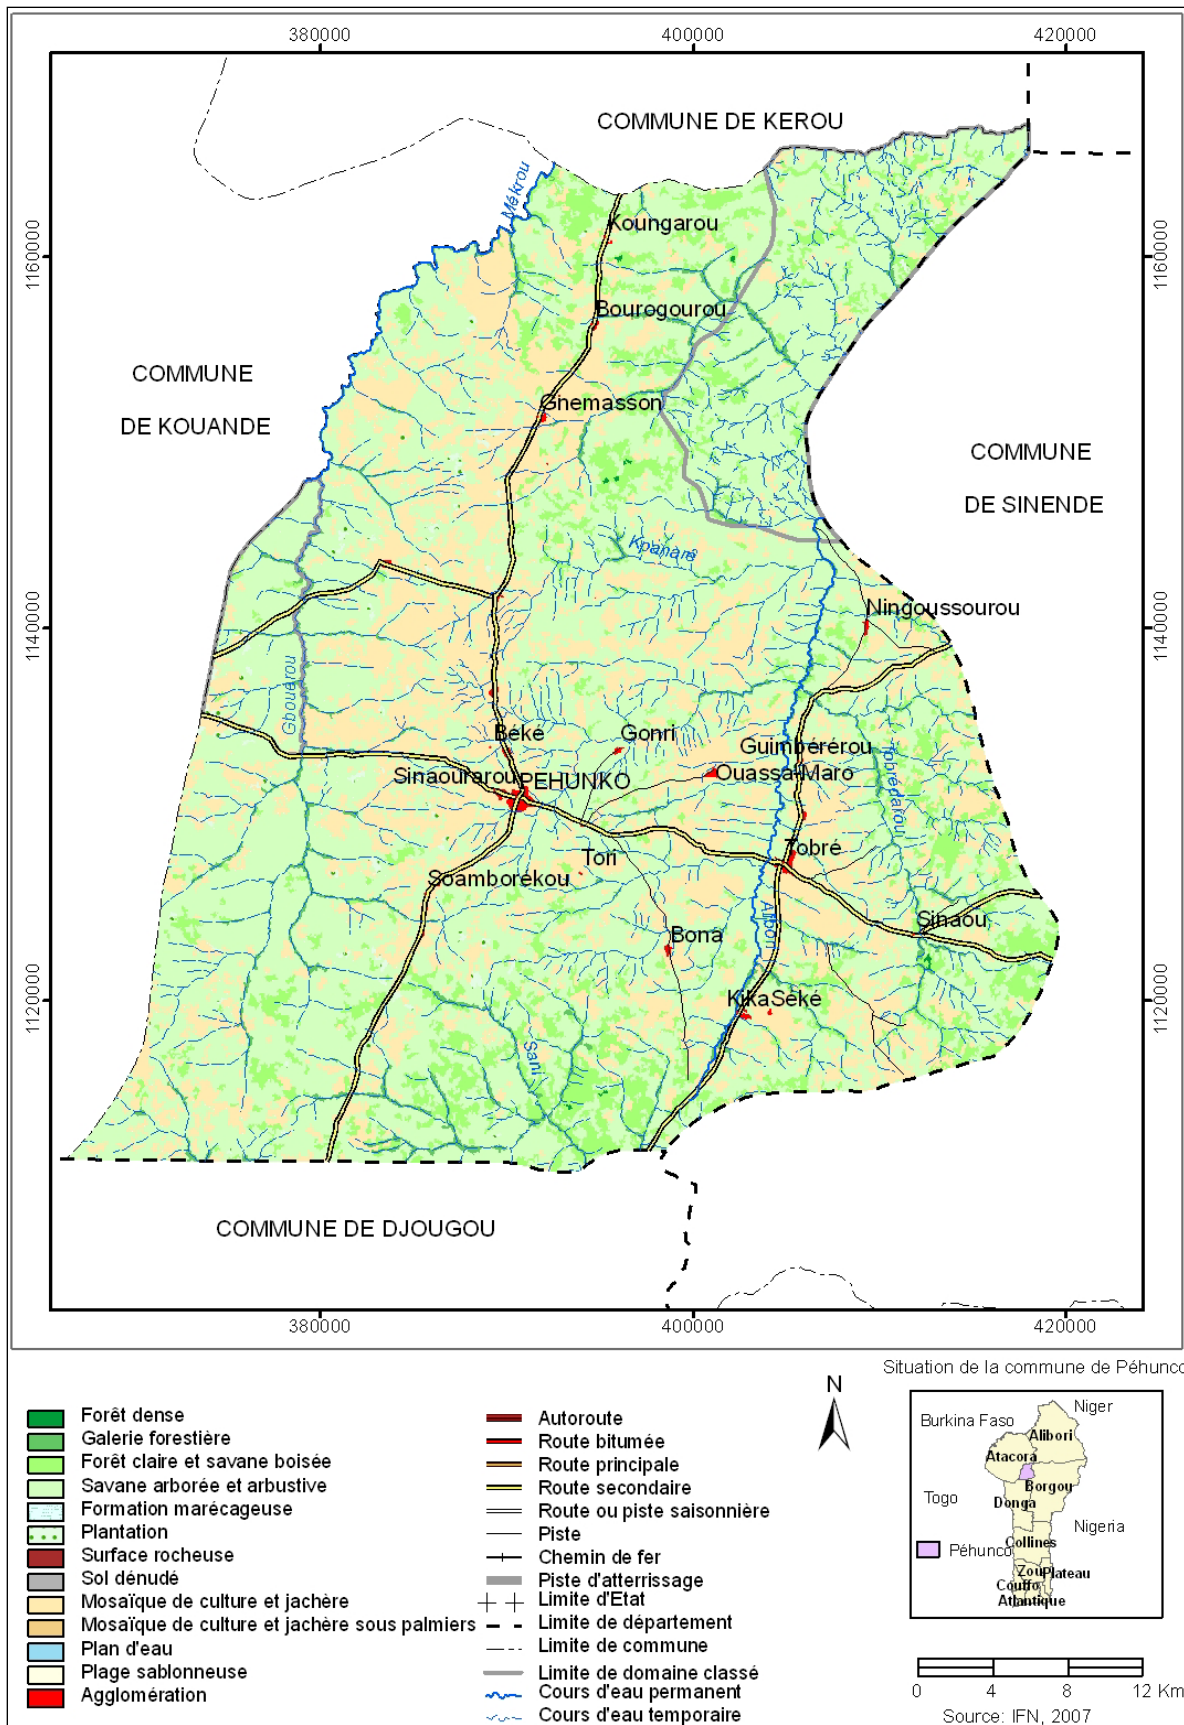 380000
400000
420000
COMMUNE DE KEROU
Mékrou
Koungarou
1160000
1160000
Bourogourou
COMMUNE
DE KOUANDE
Ghemasson
COMMUNE
DE SINENDE
Kpanarè
Ningoussourou
1140000
1140000
Gbouérou
Béké
Gonri
Guimbérérou
Sinaourarou
PEHUNKO
Ouassa-Maro
Tobrédarou
Tori
Tobré
Soamborékou
Sinaou
Alibori
Bona
1120000
1120000
KikaSéké
Sani
COMMUNE DE DJOUGOU
380000
400000
420000
Situation de la commune de Péhunco
N
Forêt dense
Galerie forestière
Forêt claire et savane boisée
Savane arborée et arbustive
Formation marécageuse
Plantation
Surface rocheuse
Sol dénudé
Mosaïque de culture et jachère
Mosaïque de culture et jachère sous palmiers
Plan d'eau
Plage sablonneuse
Agglomération
Autoroute
Route bitumée
Route principale
Route secondaire
Route ou piste saisonnière
Piste
Chemin de fer
Piste d'atterrissage
Limite d'Etat
Limite de département
Limite de commune
Limite de domaine classé
Cours d'eau permanent
Cours d'eau temporaire
Niger
Burkina Faso
Alibori
Atacora
Borgou
Togo
Donga
Nigeria
Collines
Péhunco
Zou
Plateau
Couffo
Atlantique
0 4 8 12 Km
Source: IFN, 2007